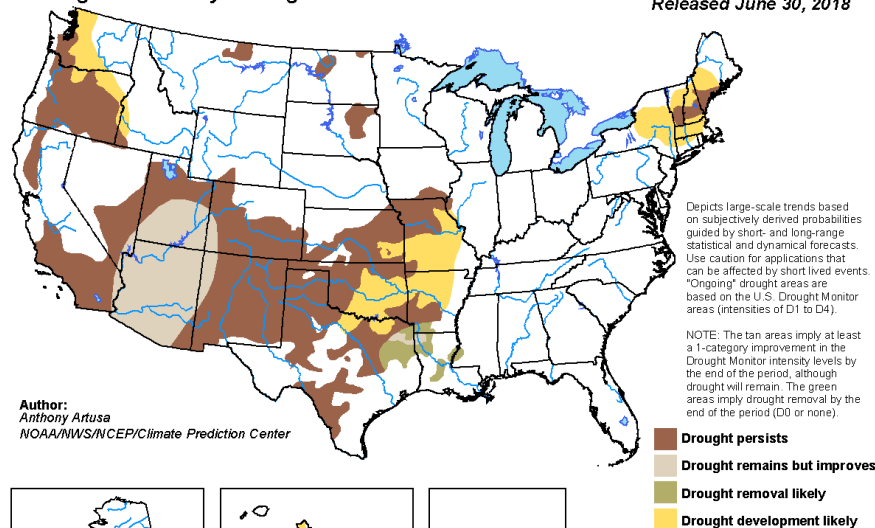 Released June 30, 2018
Depicts large-scale trends based
on subjectively derived probabilities
guided by short- and long-range
statistical and dynamical forecasts.
Use caution for applications that
can be affected by short lived events.
"Ongoing" drought areas are
based on the U.S. Drought Monitor
areas (intensities of D1 to D4).
NOTE: The tan areas imply at least
a 1-category improvement in the
Drought Monitor intensity levels by
the end of the period, although
drought will remain. The green
areas imply drought removal by the
end of the period (D0 or none).
Author:
Anthony Artusa
NOAA/NWS/NCEP/Climate Prediction Center
Drought persists
Drought remains but improves
Drought removal likely
Drought development likely